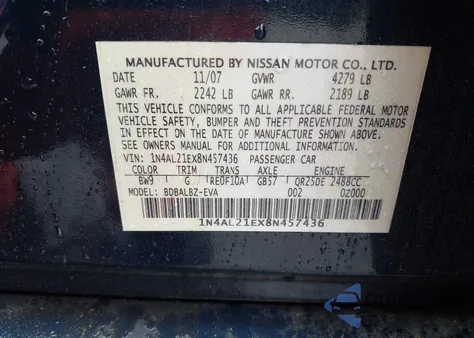 MANUFACTURED BY NISSAN MOTOR CO., LTD.
DATE 11/07 GVWR 4279 LB
GAWR FR. 2242 LB GAWR RR. 2189 LB
THIS VEHICLE CONFORMS TO ALL APPLICABLE FEDERAL MOTOR
VEHICLE SAFETY, BUMPER AND THEFT PREVENTION STANDARDS
IN EFFECT ON THE DATE OF MANUFACTURE SHOWN ABOVE.
SEE OWNERS MANUAL FOR ADDITIONAL INFORMATION
VIN: 1N4AL21EX8N457436 PASSENGER CAR
COLOR TRIM TRANS AXLE ENGINE
BW9 G RE0F10A GB57 QR25DE 2488CC
MODEL: BDBALBZ-EVA 002 0Z000
1N4AL21EX8N457436